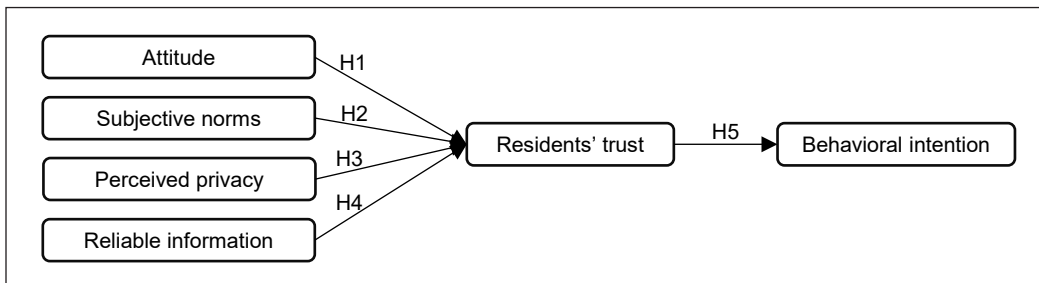 Attitude
H1
Subjective norms
H2
Perceived privacy
H3
Reliable information
H4
Residents’ trust
H5
Behavioral intention